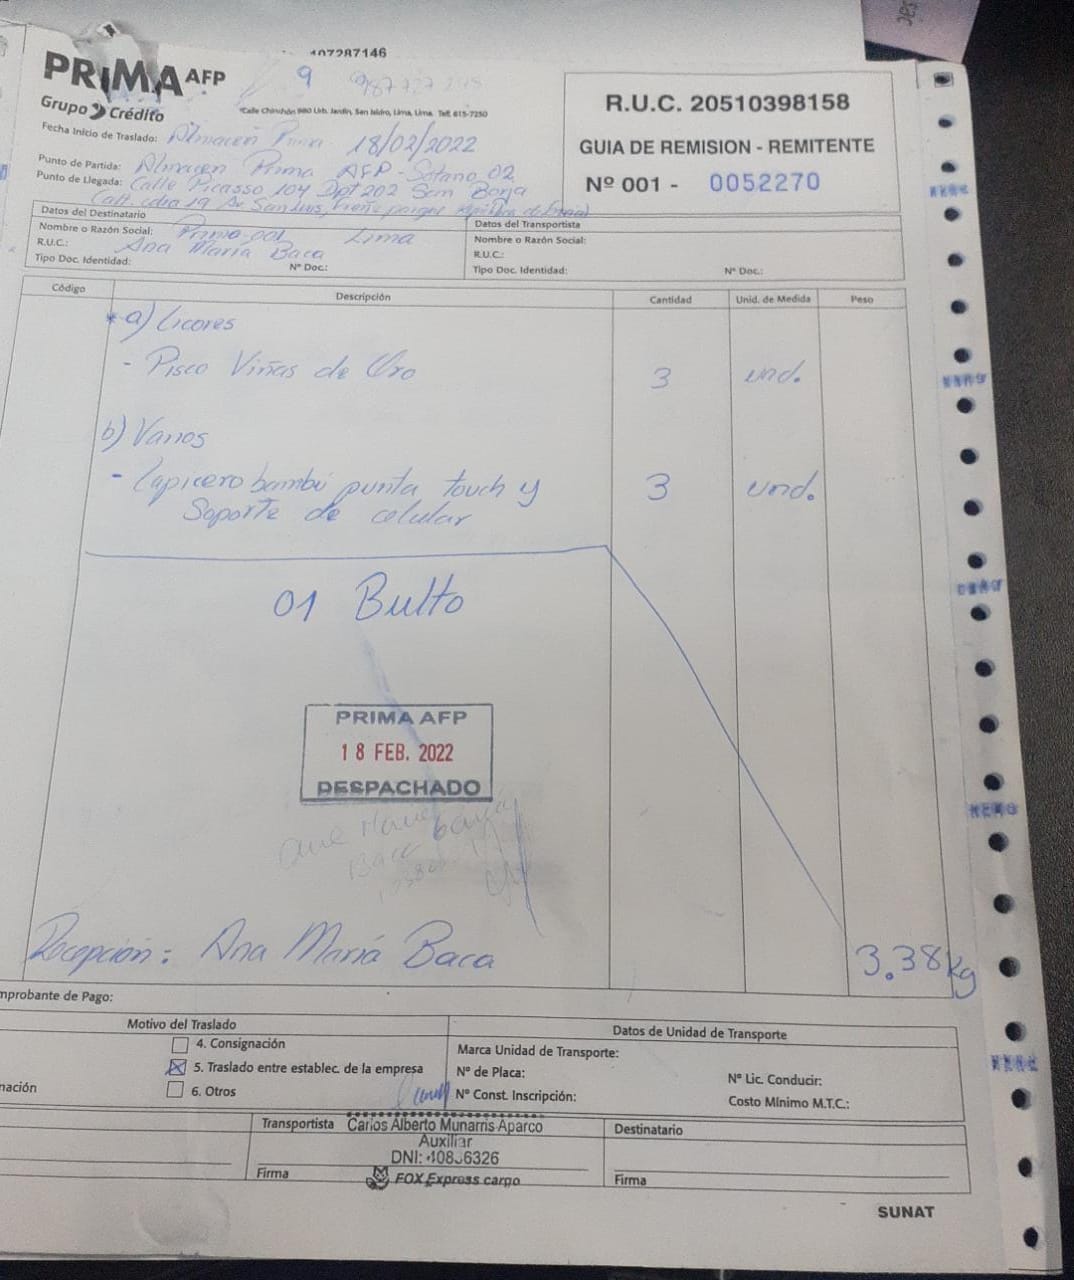 407287146
PRiMA AFP
Grupo Crédito
9
Calle Chinchón 980 Urb. Jardín, San Isidro, Lima, Lima. Telf. 615-7250
R.U.C. 20510398158
GUIA DE REMISION - REMITENTE
Nº 001 - 0052270
Fecha Inicio de Traslado: Almacen Prima 18/02/2022
Punto de Partida: Almacen Prima AFP - Sotano 02
Punto de Llegada: Calle Picasso 104 Dpt 202 San Borja
Datos del Destinatario
Datos del Transportista
Nombre o Razón Social: Lima
Nombre o Razón Social:
R.U.C.: Ana Maria Baca
R.U.C.:
Tipo Doc. Identidad: Nº Doc.:
Tipo Doc. Identidad: Nº Doc.:
Código Descripción Cantidad Unid. de Medida Peso
* a) Licores
- Pisco Viñas de Oro 3 und.
b) Varios
- Lapicero bambú punta touch y 3 und.
Soporte de celular
01 Bulto
PRIMA AFP
18 FEB. 2022
DESPACHADO
Recepción: Ana María Baca
3.38kg
mprobante de Pago:
Motivo del Traslado
4. Consignación
5. Traslado entre establec. de la empresa
nación
6. Otros
Datos de Unidad de Transporte
Marca Unidad de Transporte:
Nº de Placa:
Nº Lic. Conducir:
Nº Const. Inscripción:
Costo Mínimo M.T.C.:
Transportista Carlos Alberto Munarris Aparco
Auxiliar
Firma
FOX Express cargo
Destinatario
Firma
SUNAT